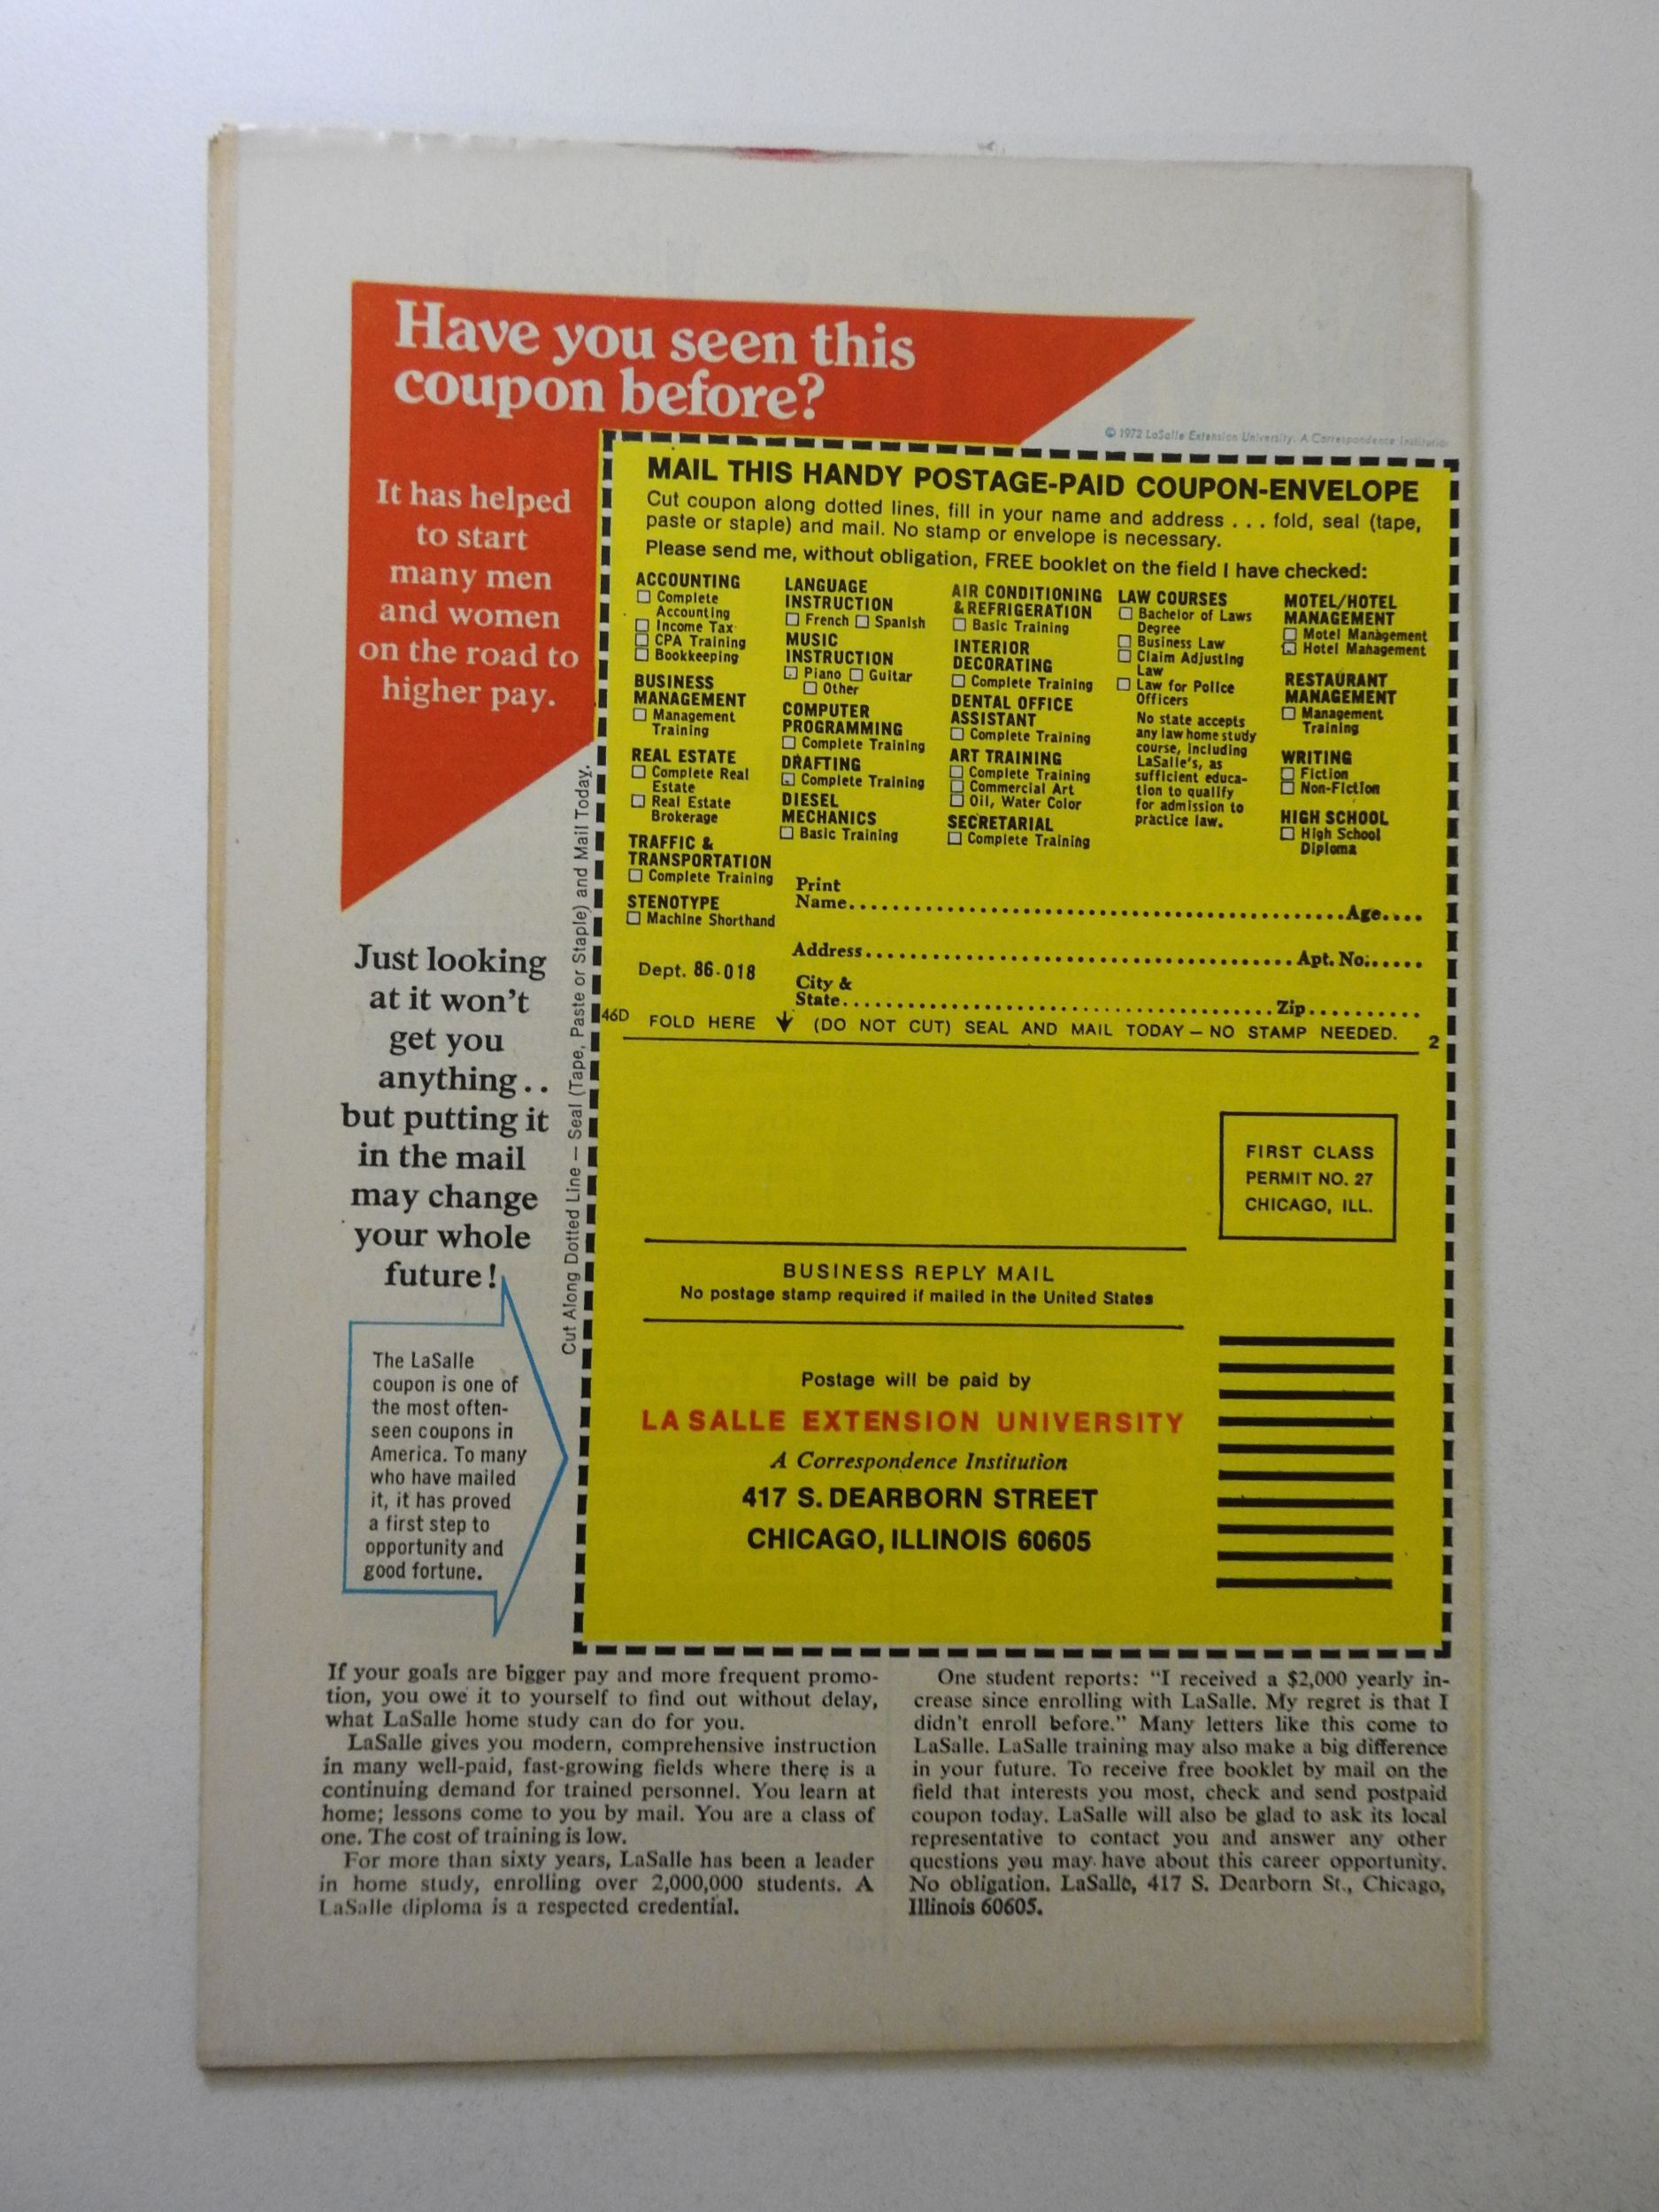 Have you seen this
coupon before?
It has helped
to start
many men
and women
on the road to
higher pay.
Just looking
at it won't
get you
anything..
but putting it
in the mail
may change
your whole
future!
The LaSalle
coupon is one of
the most often-
seen coupons in
America. To many
who have mailed
it, it has proved
a first step to
opportunity and
good fortune.
Cut Along Dotted Line — Seal (Tape, Paste or Staple) and Mail Today.
© 1972 LaSalle Extension University. A Correspondence Institution
MAIL THIS HANDY POSTAGE-PAID COUPON-ENVELOPE
Cut coupon along dotted lines, fill in your name and address . . . fold, seal (tape,
paste or staple) and mail. No stamp or envelope is necessary.
Please send me, without obligation, FREE booklet on the field I have checked:
ACCOUNTING
☐ Complete
Accounting
☐ Income Tax
☐ CPA Training
☐ Bookkeeping
BUSINESS
MANAGEMENT
☐ Management
Training
REAL ESTATE
☐ Complete Real
Estate
☐ Real Estate
Brokerage
TRAFFIC &
TRANSPORTATION
☐ Complete Training
STENOTYPE
☐ Machine Shorthand
LANGUAGE
INSTRUCTION
☐ French ☐ Spanish
MUSIC
INSTRUCTION
☐ Piano ☐ Guitar
☐ Other
COMPUTER
PROGRAMMING
☐ Complete Training
DRAFTING
☐ Complete Training
DIESEL
MECHANICS
☐ Basic Training
AIR CONDITIONING
& REFRIGERATION
☐ Basic Training
INTERIOR
DECORATING
☐ Complete Training
DENTAL OFFICE
ASSISTANT
☐ Complete Training
ART TRAINING
☐ Complete Training
☐ Commercial Art
☐ Oil, Water Color
SECRETARIAL
☐ Complete Training
LAW COURSES
☐ Bachelor of Laws
Degree
☐ Business Law
☐ Claim Adjusting
Law
☐ Law for Police
Officers
No state accepts
any law home study
course, including
LaSalle's, as
sufficient educa-
tion to qualify
for admission to
practice law.
MOTEL/HOTEL
MANAGEMENT
☐ Motel Management
☐ Hotel Management
RESTAURANT
MANAGEMENT
☐ Management
Training
WRITING
☐ Fiction
☐ Non-Fiction
HIGH SCHOOL
☐ High School
Diploma
Print
Name.......... Age....
Address.......... Apt. No......
Dept. 86-018
City &
State.......... Zip..........
46D FOLD HERE ↓ (DO NOT CUT) SEAL AND MAIL TODAY — NO STAMP NEEDED. 2
FIRST CLASS
PERMIT NO. 27
CHICAGO, ILL.
BUSINESS REPLY MAIL
No postage stamp required if mailed in the United States
Postage will be paid by
LA SALLE EXTENSION UNIVERSITY
A Correspondence Institution
417 S. DEARBORN STREET
CHICAGO, ILLINOIS 60605
If your goals are bigger pay and more frequent promo-
tion, you owe it to yourself to find out without delay,
what LaSalle home study can do for you.
LaSalle gives you modern, comprehensive instruction
in many well-paid, fast-growing fields where there is a
continuing demand for trained personnel. You learn at
home; lessons come to you by mail. You are a class of
one. The cost of training is low.
For more than sixty years, LaSalle has been a leader
in home study, enrolling over 2,000,000 students. A
LaSalle diploma is a respected credential.
One student reports: "I received a $2,000 yearly in-
crease since enrolling with LaSalle. My regret is that I
didn't enroll before." Many letters like this come to
LaSalle. LaSalle training may also make a big difference
in your future. To receive free booklet by mail on the
field that interests you most, check and send postpaid
coupon today. LaSalle will also be glad to ask its local
representative to contact you and answer any other
questions you may have about this career opportunity.
No obligation. LaSalle, 417 S. Dearborn St., Chicago,
Illinois 60605.